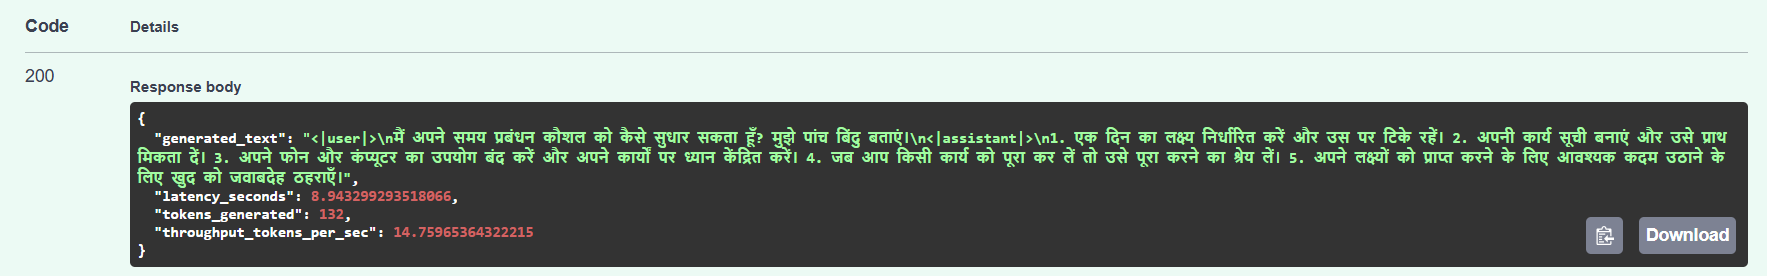 Code Details
200
Response body
{
"generated_text": "<|user|>\nमैं अपने समय प्रबंधन कौशल को कैसे सुधार सकता हूँ? मुझे पांच बिंदु बताएं।\n<|assistant|>\n1. एक दिन का लक्ष्य निर्धारित करें और उस पर टिके रहें। 2. अपनी कार्य सूची बनाएं और उसे प्राथ
मिकता दें। 3. अपने फोन और कंप्यूटर का उपयोग बंद करें और अपने कार्यों पर ध्यान केंद्रित करें। 4. जब आप किसी कार्य को पूरा कर लें तो उसे पूरा करने का श्रेय लें। 5. अपने लक्ष्यों को प्राप्त करने के लिए आवश्यक कदम उठाने के
लिए खुद को जवाबदेह ठहराएँ।",
"latency_seconds": 8.943299293518066,
"tokens_generated": 132,
"throughput_tokens_per_sec": 14.75965364322215
}
Download